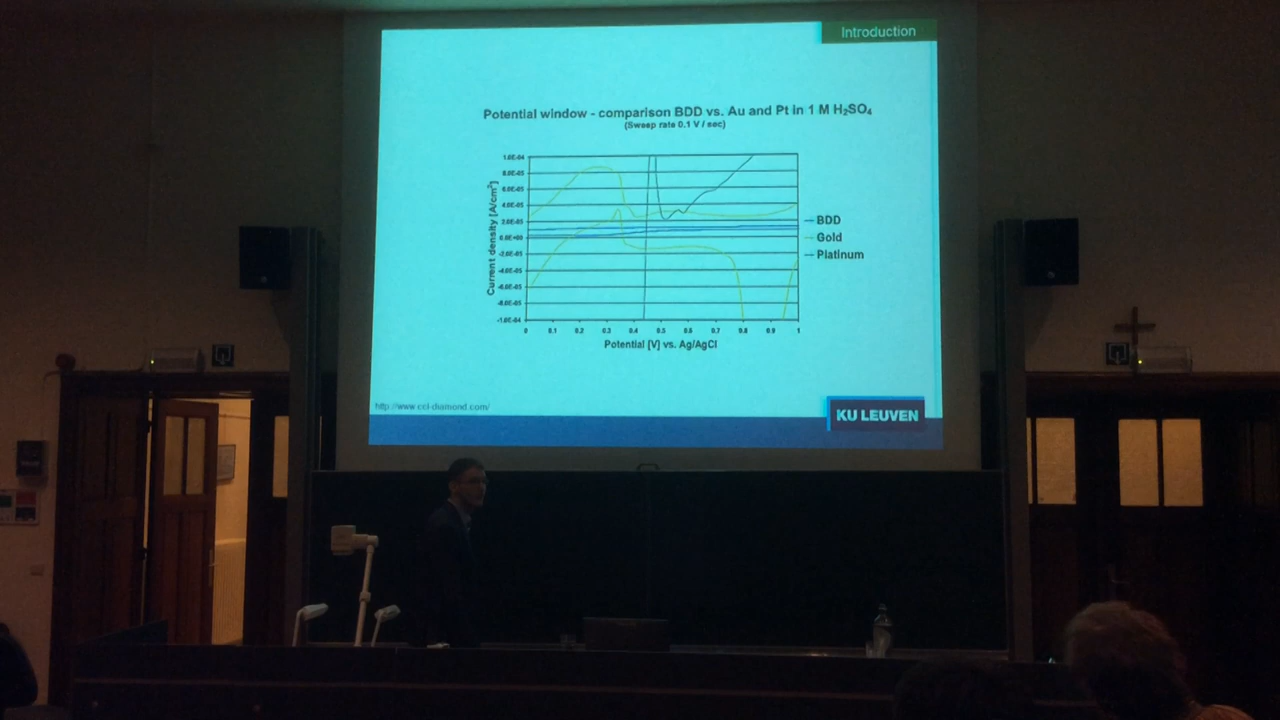 Introduction
Potential window - comparison BDD vs. Au and Pt in 1 M H₂SO₄
(Sweep rate 0.1 V / sec)
Current density [A/cm²]
1.0E-04
8.0E-05
6.0E-05
4.0E-05
2.0E-05
0.0E+00
-2.0E-05
-4.0E-05
-6.0E-05
-8.0E-05
-1.0E-04
0 0.1 0.2 0.3 0.4 0.5 0.6 0.7 0.8 0.9 1
Potential [V] vs. Ag/AgCl
BDD
Gold
Platinum
http://www.ccl-diamond.com/
KU LEUVEN